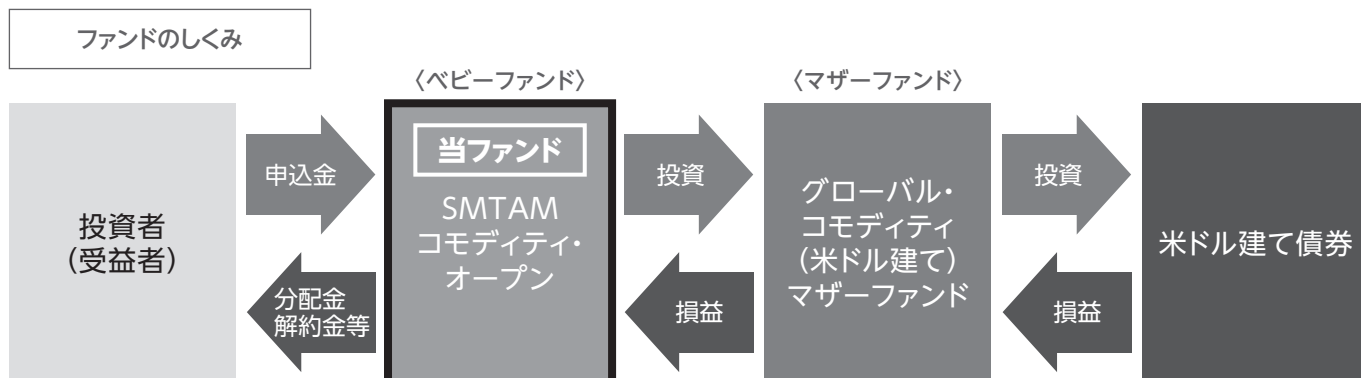 ファンドのしくみ
〈ベビーファンド〉
〈マザーファンド〉
投資者
(受益者)
申込金
分配金
解約金等
当ファンド
SMTAM
コモディティ・
オープン
投資
損益
グローバル・
コモディティ
(米ドル建て)
マザーファンド
投資
損益
米ドル建て債券